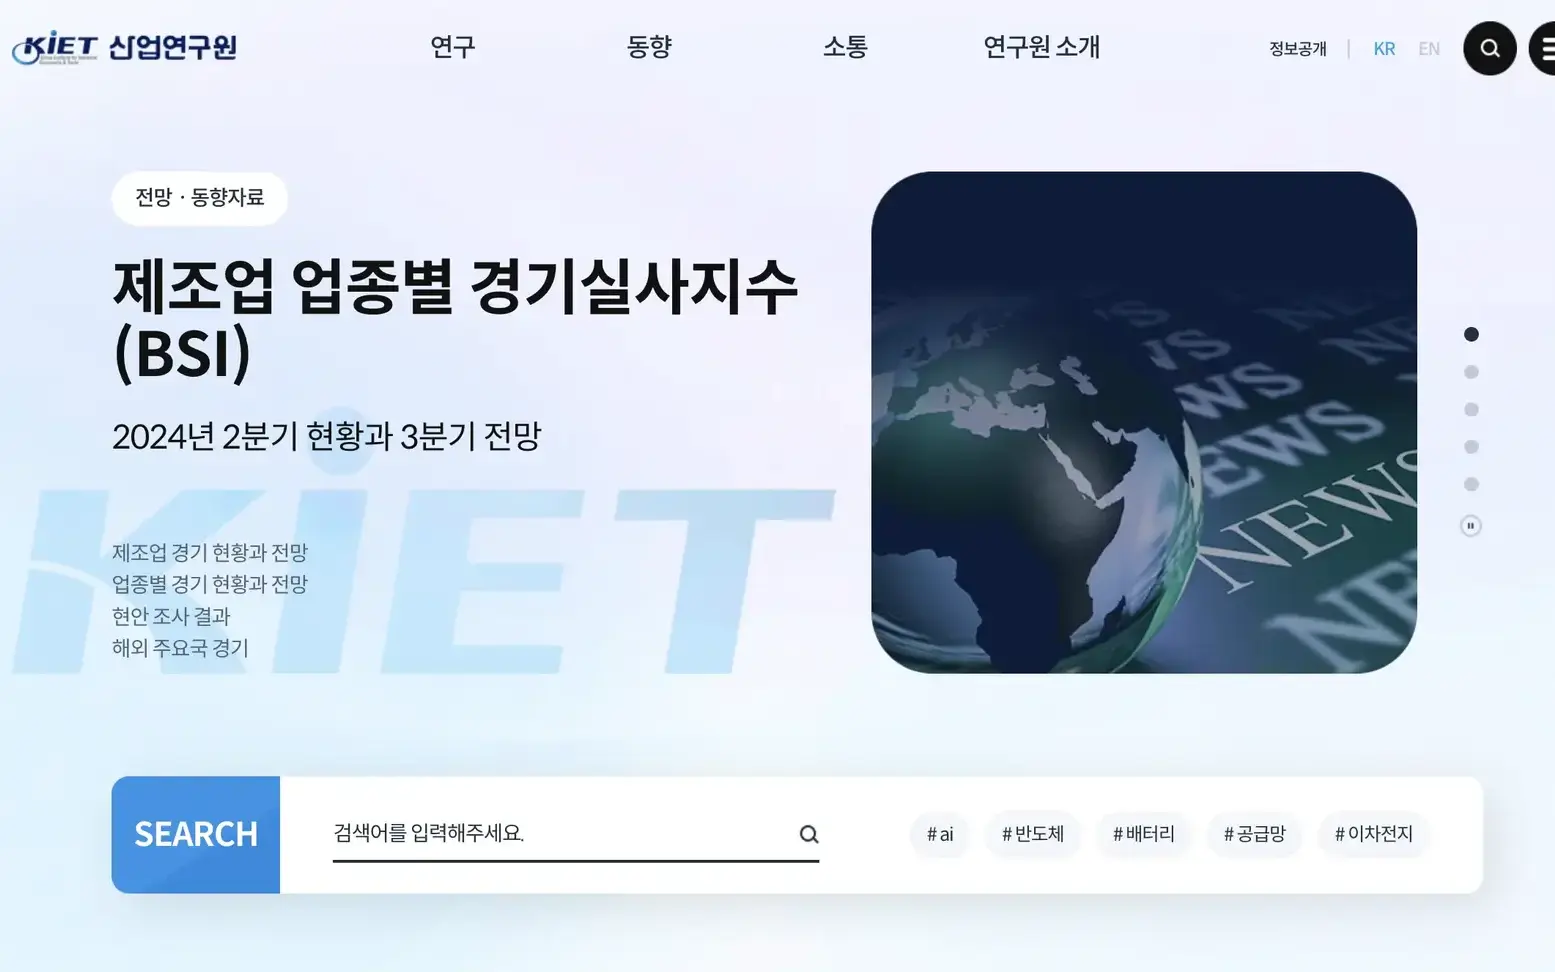 KiET 산업연구원
연구
동향
소통
연구원 소개
정보공개 | KR EN
전망 · 동향자료
제조업 업종별 경기실사지수
(BSI)
2024년 2분기 현황과 3분기 전망
KiET
제조업 경기 현황과 전망
업종별 경기 현황과 전망
현안 조사 결과
해외 주요국 경기
WS
WS
NEWS
EWS
NEWS
NEWS
SEARCH
검색어를 입력해주세요.
# ai
# 반도체
# 배터리
# 공급망
# 이차전지